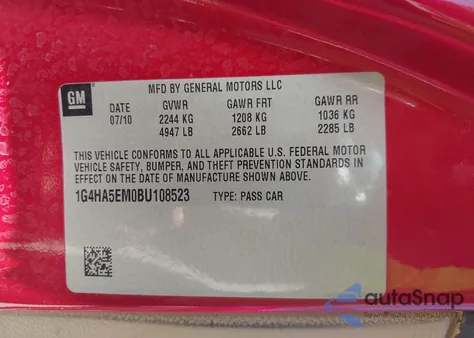 MFD BY GENERAL MOTORS LLC
GM
DATE GVWR GAWR FRT GAWR RR
07/10 2244 KG 1208 KG 1036 KG
4947 LB 2662 LB 2285 LB
THIS VEHICLE CONFORMS TO ALL APPLICABLE U.S. FEDERAL MOTOR
VEHICLE SAFETY, BUMPER, AND THEFT PREVENTION STANDARDS IN
EFFECT ON THE DATE OF MANUFACTURE SHOWN ABOVE.
1G4HA5EM0BU108523 TYPE: PASS CAR
autoSnap